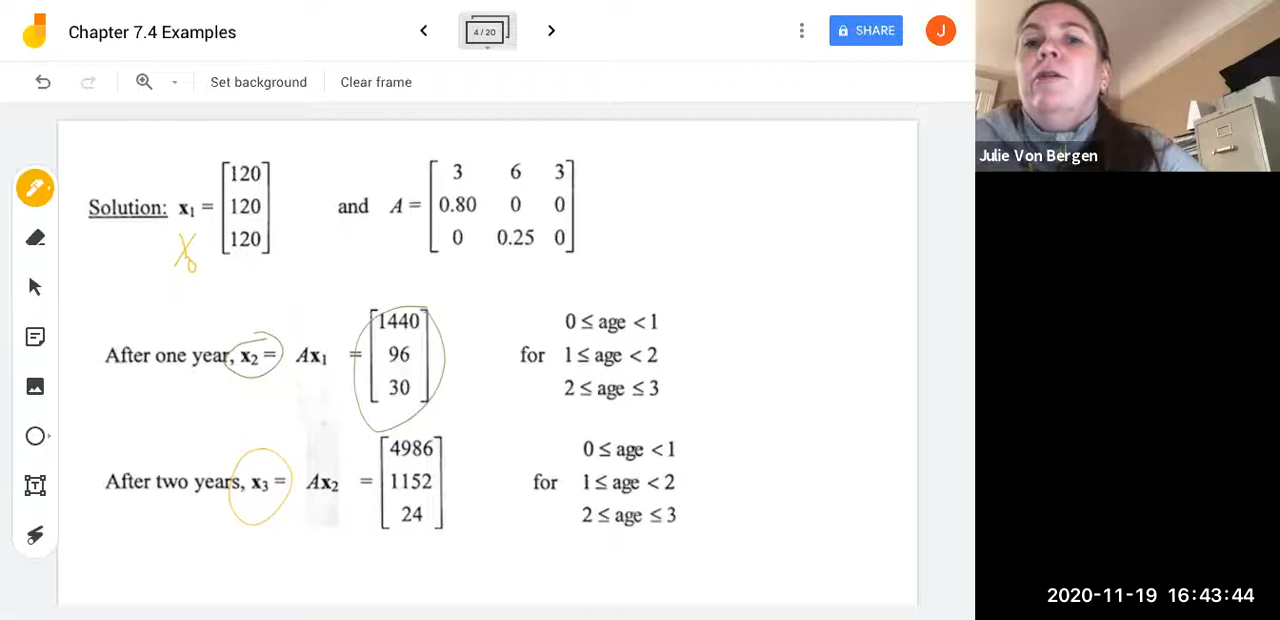 Chapter 7.4 Examples
4 / 20
SHARE
J
Set background
Clear frame
Julie Von Bergen
Solution: x₁ = [120 120 120] and A = [3 6 3
0.80 0 0
0 0.25 0]
x₀
After one year, x₂ = Ax₁ = [1440 96 30] for 0 ≤ age < 1
1 ≤ age < 2
2 ≤ age ≤ 3
After two years, x₃ = Ax₂ = [4986 1152 24] for 0 ≤ age < 1
1 ≤ age < 2
2 ≤ age ≤ 3
2020-11-19 16:43:44